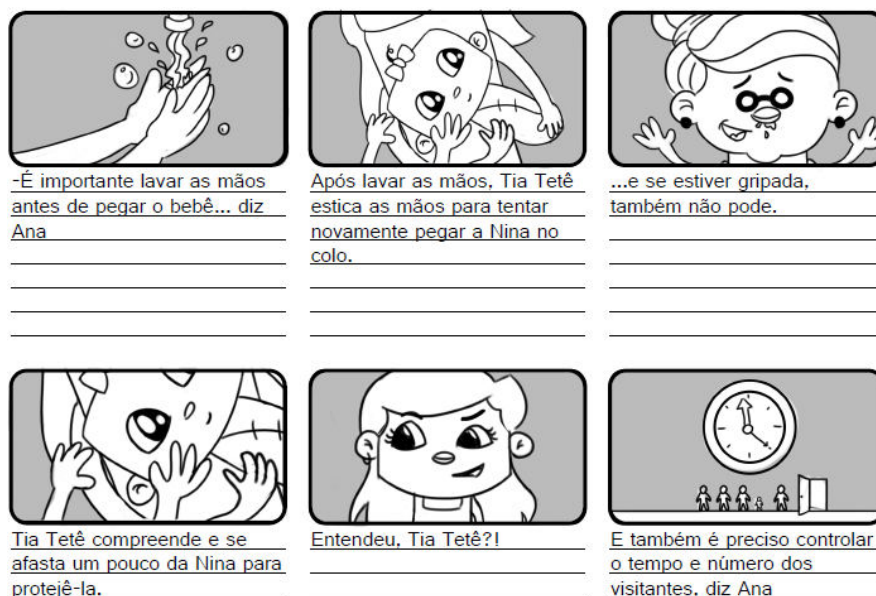 -É importante lavar as mãos
antes de pegar o bebê... diz
Ana
Após lavar as mãos, Tia Tetê
estica as mãos para tentar
novamente pegar a Nina no
colo.
...e se estiver gripada,
também não pode.
Tia Tetê compreende e se
afasta um pouco da Nina para
protejê-la.
Entendeu, Tia Tetê?!
E também é preciso controlar
o tempo e número dos
visitantes, diz Ana